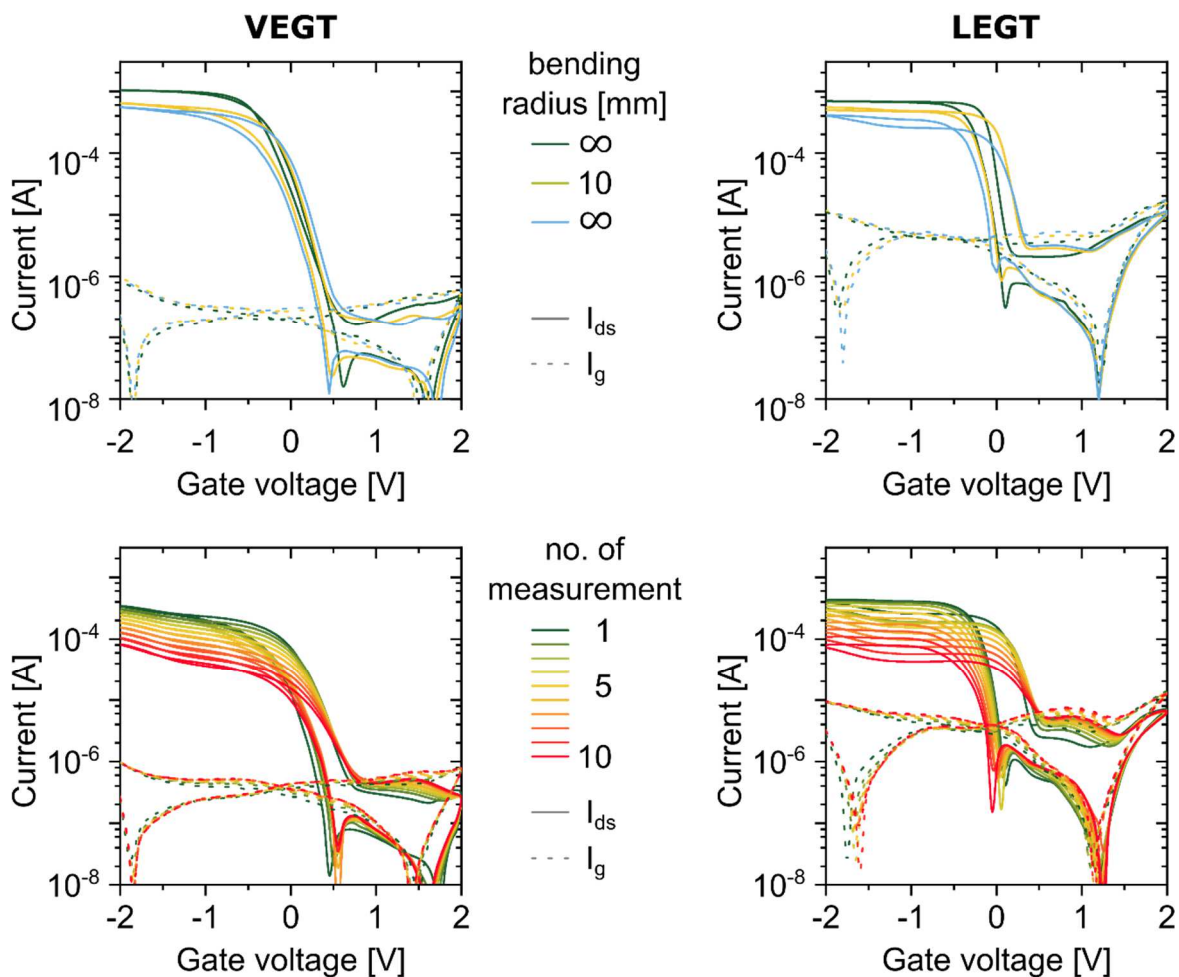 VEGT
LEGT
bending
radius [mm]
∞
10
∞
I_ds
I_g
Current [A]
10^-4
10^-6
10^-8
-2 -1 0 1 2
Gate voltage [V]
Current [A]
10^-4
10^-6
10^-8
-2 -1 0 1 2
Gate voltage [V]
no. of
measurement
1
5
10
I_ds
I_g
Current [A]
10^-4
10^-6
10^-8
-2 -1 0 1 2
Gate voltage [V]
Current [A]
10^-4
10^-6
10^-8
-2 -1 0 1 2
Gate voltage [V]